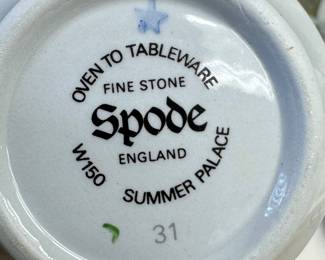 OVEN TO TABLEWARE
FINE STONE
Spode
ENGLAND
W150 SUMMER PALACE
31